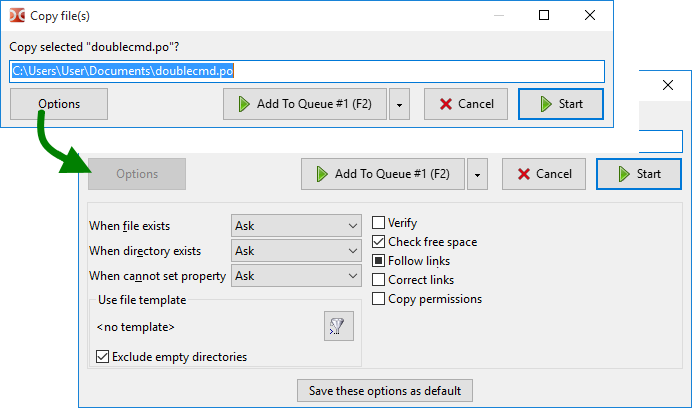 Copy file(s)
Copy selected "doublecmd.po"?
C:\Users\User\Documents\doublecmd.po
Options
Add To Queue #1 (F2)
Cancel
Start
Options
Add To Queue #1 (F2)
Cancel
Start
When file exists
Ask
When directory exists
Ask
When cannot set property
Ask
Use file template
<no template>
Exclude empty directories
Verify
Check free space
Follow links
Correct links
Copy permissions
Save these options as default